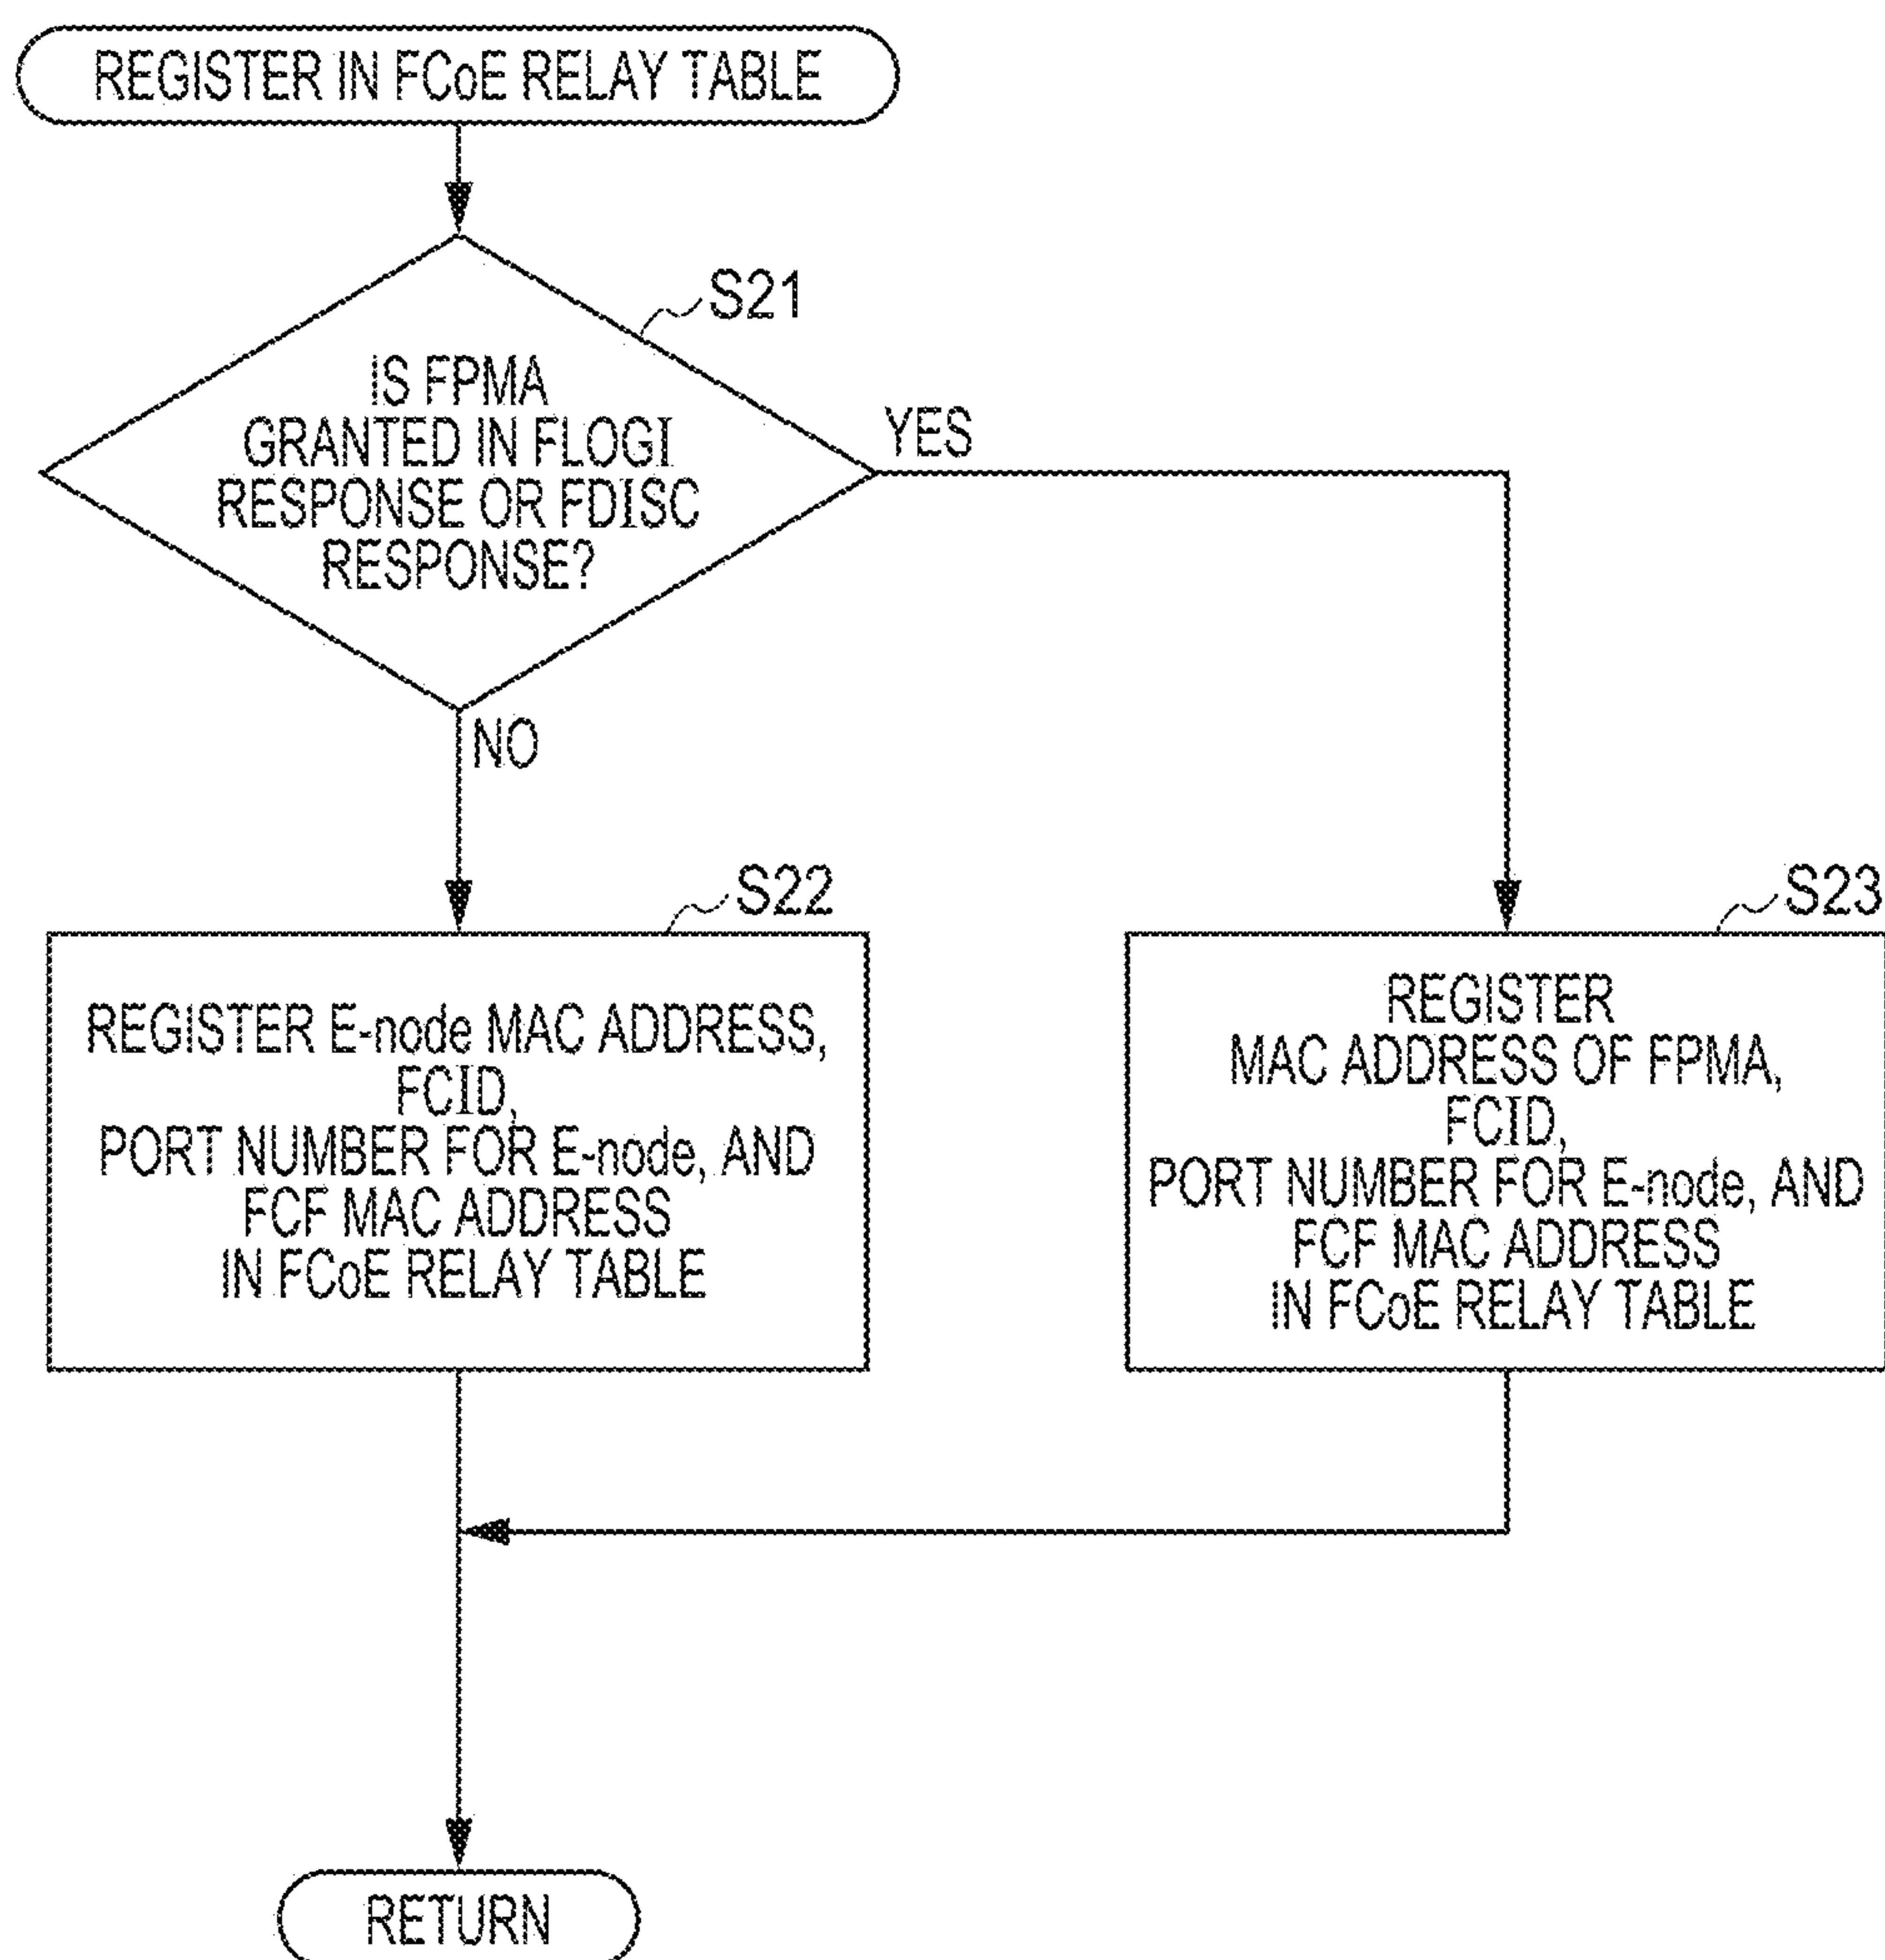 REGISTER IN FCoE RELAY TABLE
S21
IS FPMA
GRANTED IN FLOGI
RESPONSE OR FDISC
RESPONSE?
YES
NO
S22
REGISTER E-node MAC ADDRESS,
FCID,
PORT NUMBER FOR E-node, AND
FCF MAC ADDRESS
IN FCoE RELAY TABLE
S23
REGISTER
MAC ADDRESS OF FPMA,
FCID,
PORT NUMBER FOR E-node, AND
FCF MAC ADDRESS
IN FCoE RELAY TABLE
RETURN